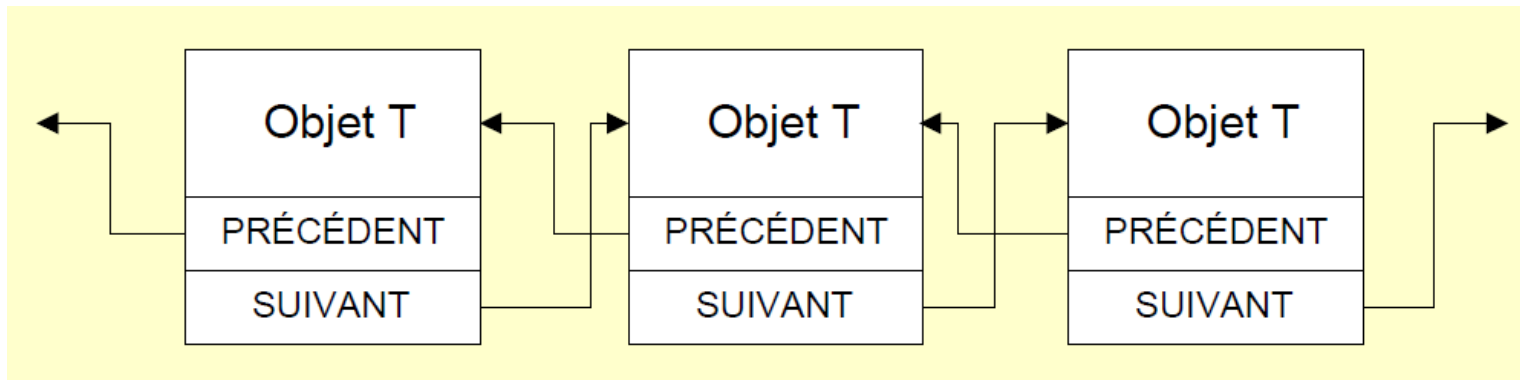 Objet T
PRÉCÉDENT
SUIVANT
Objet T
PRÉCÉDENT
SUIVANT
Objet T
PRÉCÉDENT
SUIVANT